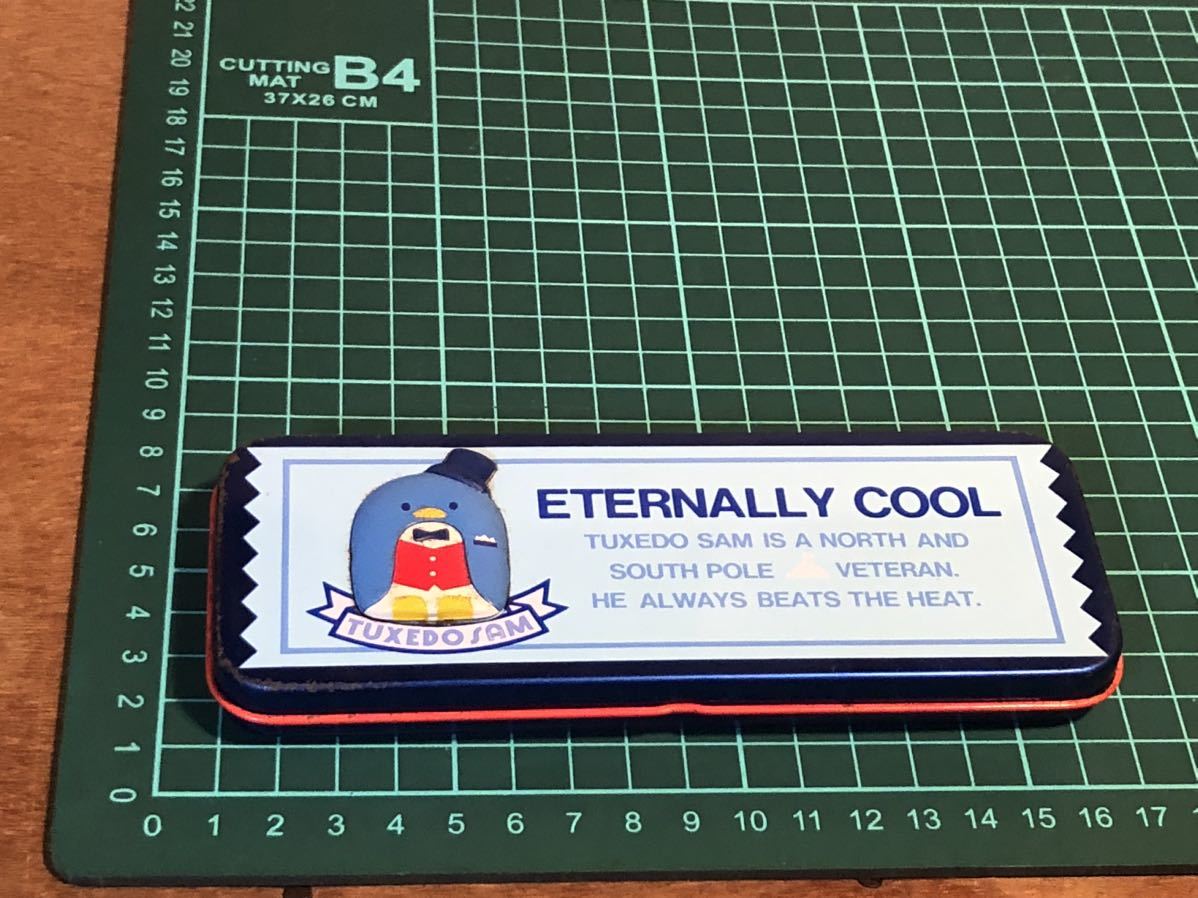 CUTTING
MAT
B4
37X26 CM
22
21
20
19
18
17
16
15
14
13
12
11
10
9
8
7
6
5
4
3
2
1
0
ETERNALLY COOL
TUXEDO SAM IS A NORTH AND
SOUTH POLE VETERAN.
HE ALWAYS BEATS THE HEAT.
TUXEDO SAM
0 1 2 3 4 5 6 7 8 9 10 11 12 13 14 15 16 17